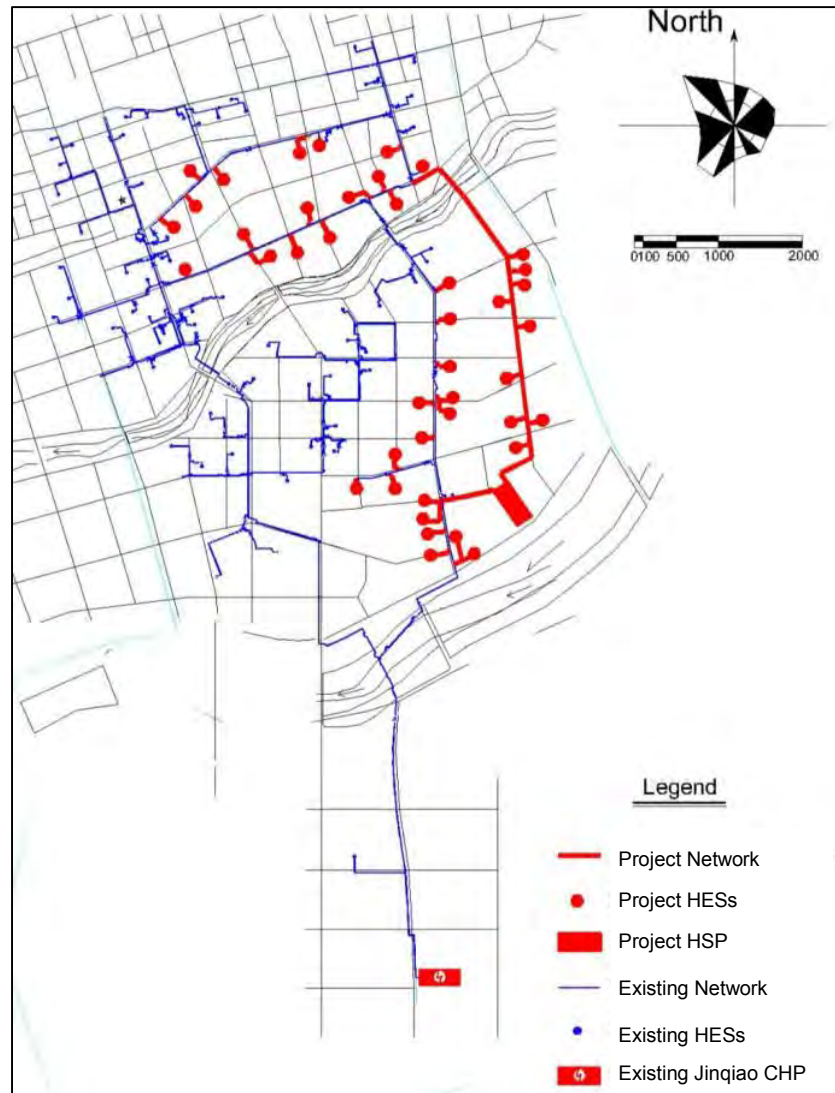 North
0100 500 1000 2000
Legend
Project Network
Project HESs
Project HSP
Existing Network
Existing HESs
Existing Jinqiao CHP